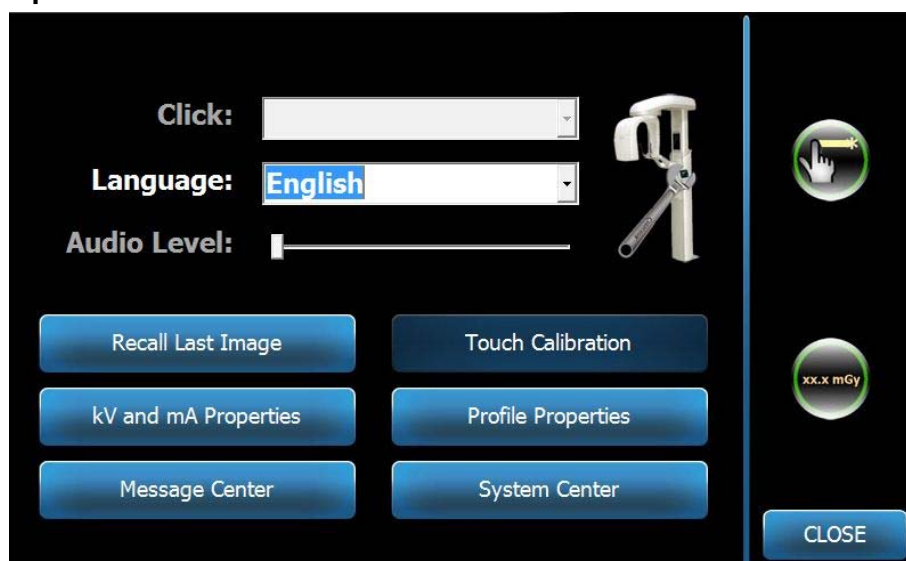 Click:
Language: English
Audio Level:
Recall Last Image
Touch Calibration
kV and mA Properties
Profile Properties
Message Center
System Center
xx.x mGy
CLOSE